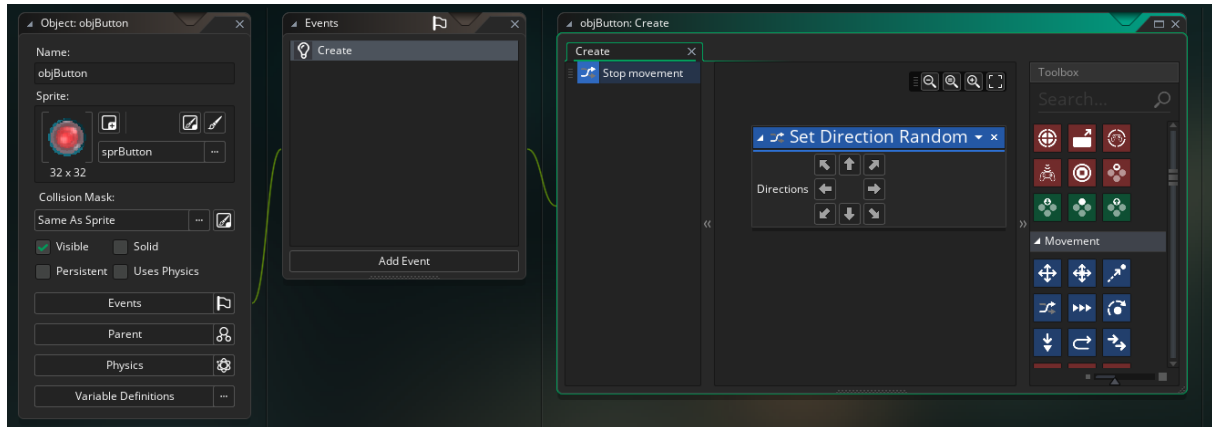 Object: objButton
Name:
objButton
Sprite:
sprButton
32 x 32
Collision Mask:
Same As Sprite
Visible
Solid
Persistent
Uses Physics
Events
Parent
Physics
Variable Definitions
Events
Create
Add Event
objButton: Create
Create
Stop movement
Set Direction Random
Directions
Toolbox
Search...
Movement